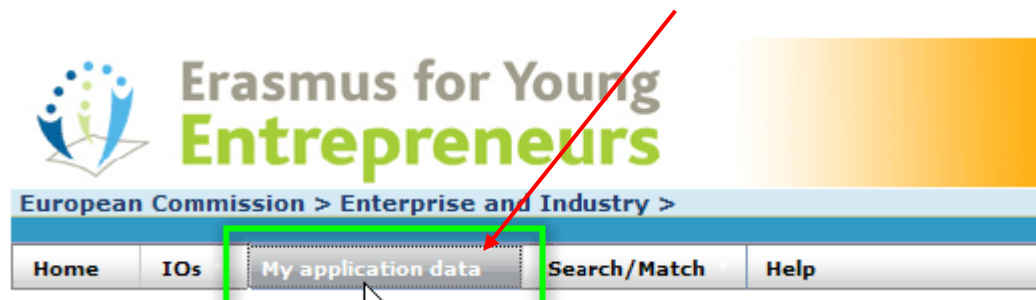 Erasmus for Young
Entrepreneurs
European Commission > Enterprise and Industry >
Home IOs My application data Search/Match Help